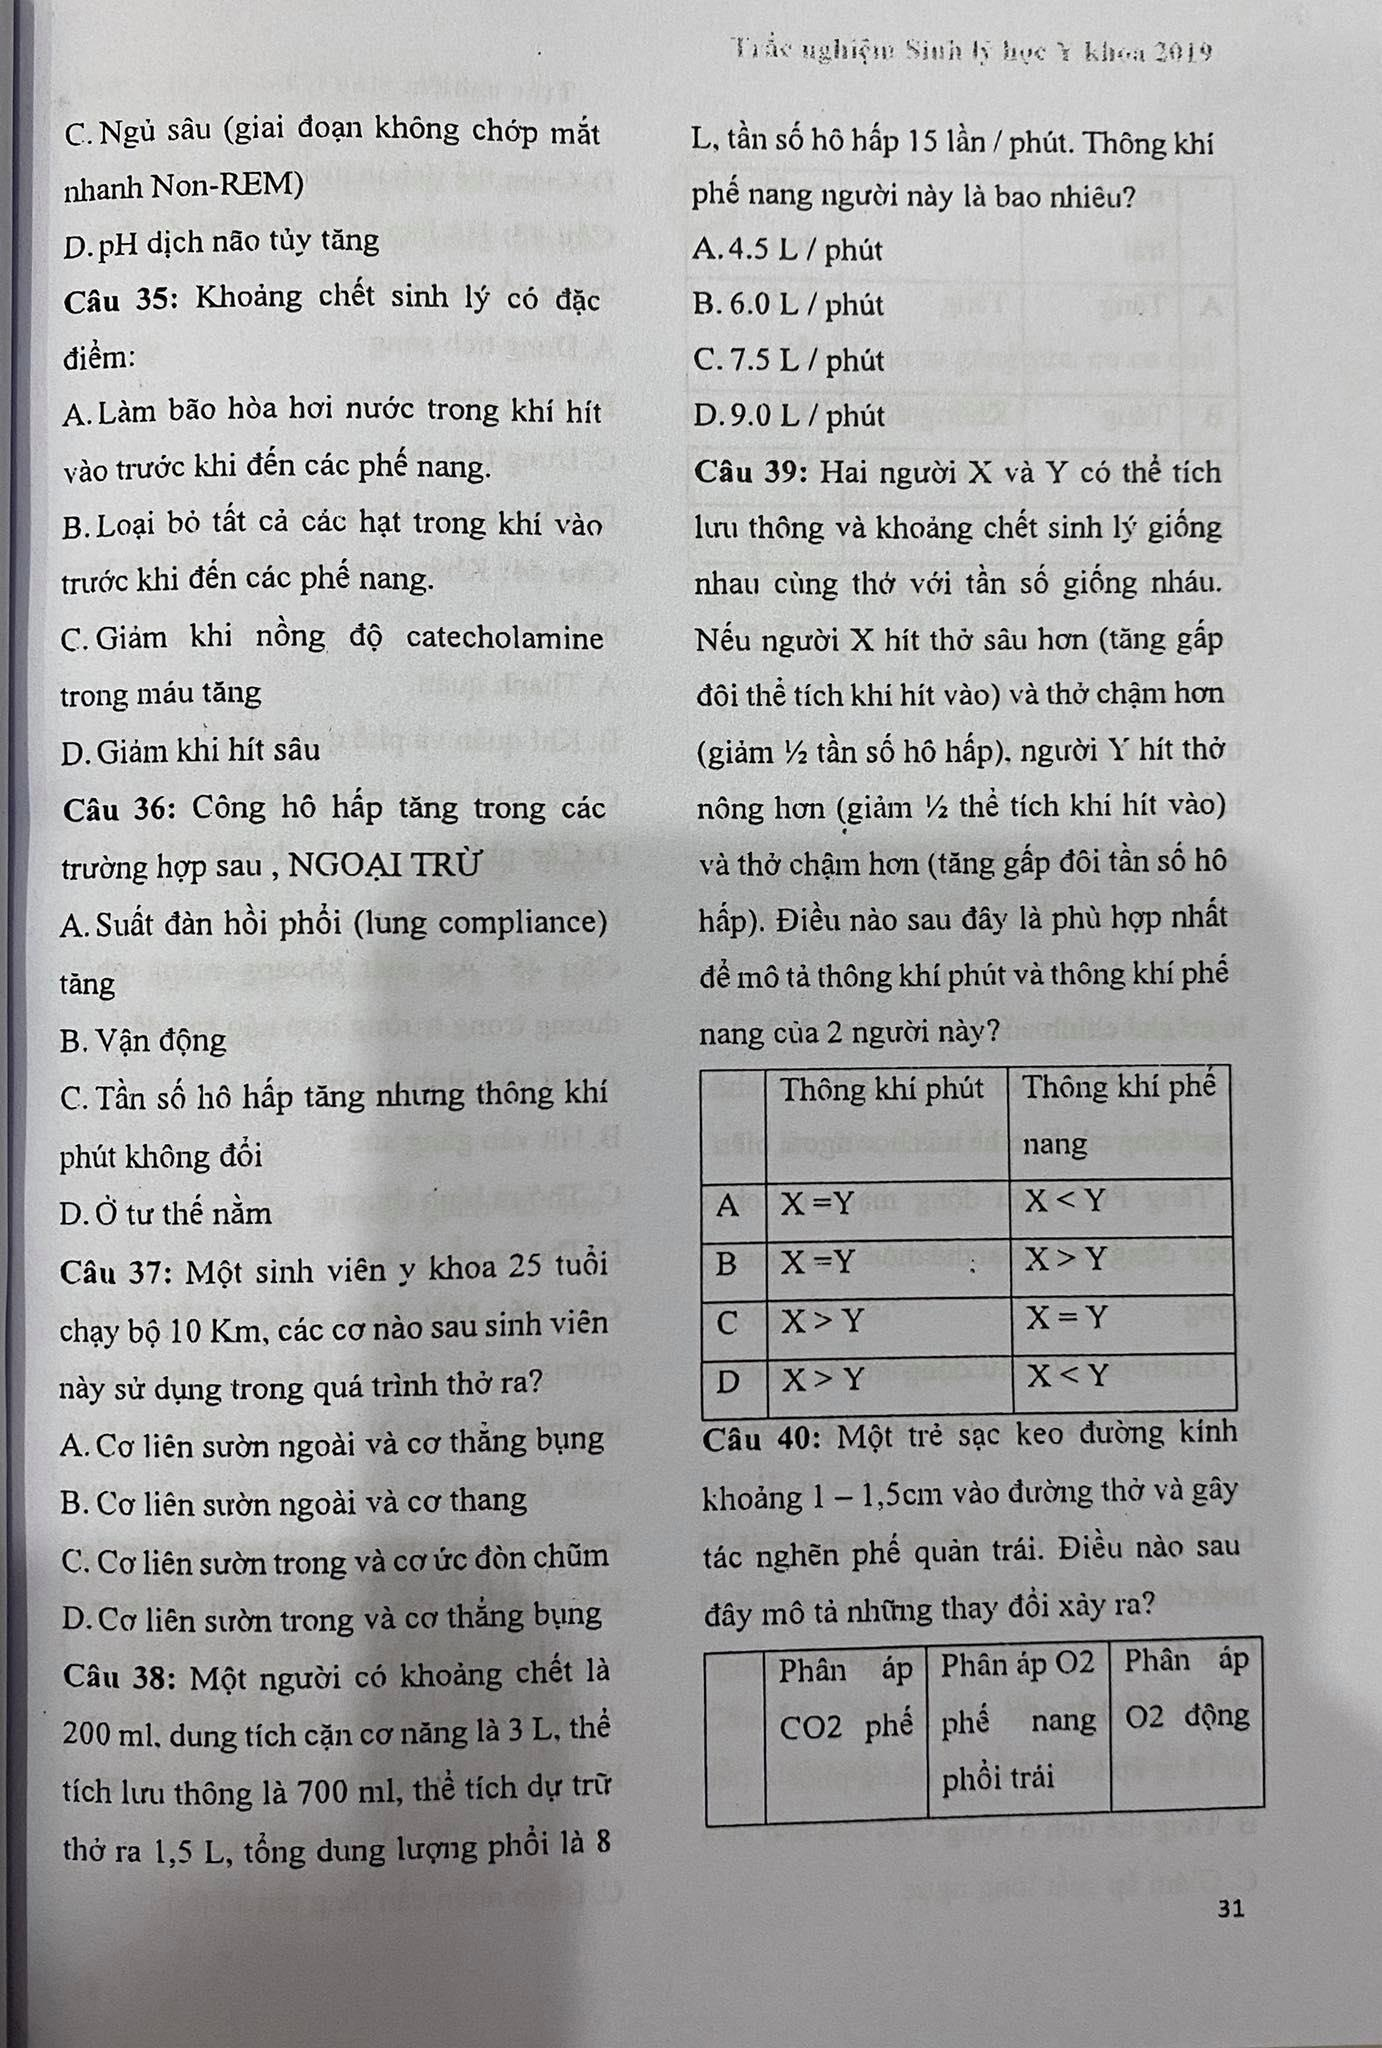 Trắc nghiệm Sinh lý học Y khoa 2019
C. Ngủ sâu (giai đoạn không chớp mắt
nhanh Non-REM)
D. pH dịch não tủy tăng
Câu 35: Khoảng chết sinh lý có đặc
điểm:
A. Làm bão hòa hơi nước trong khí hít
vào trước khi đến các phế nang.
B. Loại bỏ tất cả các hạt trong khí vào
trước khi đến các phế nang.
C. Giảm khi nồng độ catecholamine
trong máu tăng
D. Giảm khi hít sâu
Câu 36: Công hô hấp tăng trong các
trường hợp sau , NGOẠI TRỪ
A. Suất đàn hồi phổi (lung compliance)
tăng
B. Vận động
C. Tần số hô hấp tăng nhưng thông khí
phút không đổi
D. Ở tư thế nằm
Câu 37: Một sinh viên y khoa 25 tuổi
chạy bộ 10 Km, các cơ nào sau sinh viên
này sử dụng trong quá trình thở ra?
A. Cơ liên sườn ngoài và cơ thẳng bụng
B. Cơ liên sườn ngoài và cơ thang
C. Cơ liên sườn trong và cơ ức đòn chũm
D. Cơ liên sườn trong và cơ thẳng bụng
Câu 38: Một người có khoảng chết là
200 ml, dung tích cặn cơ năng là 3 L, thể
tích lưu thông là 700 ml, thể tích dự trữ
thở ra 1,5 L, tổng dung lượng phổi là 8
L, tần số hô hấp 15 lần / phút. Thông khí
phế nang người này là bao nhiêu?
A. 4.5 L / phút
B. 6.0 L / phút
C. 7.5 L / phút
D. 9.0 L / phút
Câu 39: Hai người X và Y có thể tích
lưu thông và khoảng chết sinh lý giống
nhau cùng thở với tần số giống nháu.
Nếu người X hít thở sâu hơn (tăng gấp
đôi thể tích khí hít vào) và thở chậm hơn
(giảm ½ tần số hô hấp), người Y hít thở
nông hơn (giảm ½ thể tích khí hít vào)
và thở chậm hơn (tăng gấp đôi tần số hô
hấp). Điều nào sau đây là phù hợp nhất
để mô tả thông khí phút và thông khí phế
nang của 2 người này?
Thông khí phút Thông khí phế
nang
A X =Y X < Y
B X =Y X > Y
C X > Y X = Y
D X > Y X < Y
Câu 40: Một trẻ sạc keo đường kính
khoảng 1 – 1,5cm vào đường thở và gây
tác nghẽn phế quản trái. Điều nào sau
đây mô tả những thay đổi xảy ra?
Phân áp Phân áp O2 Phân áp
CO2 phế phế nang O2 động
phổi trái
31